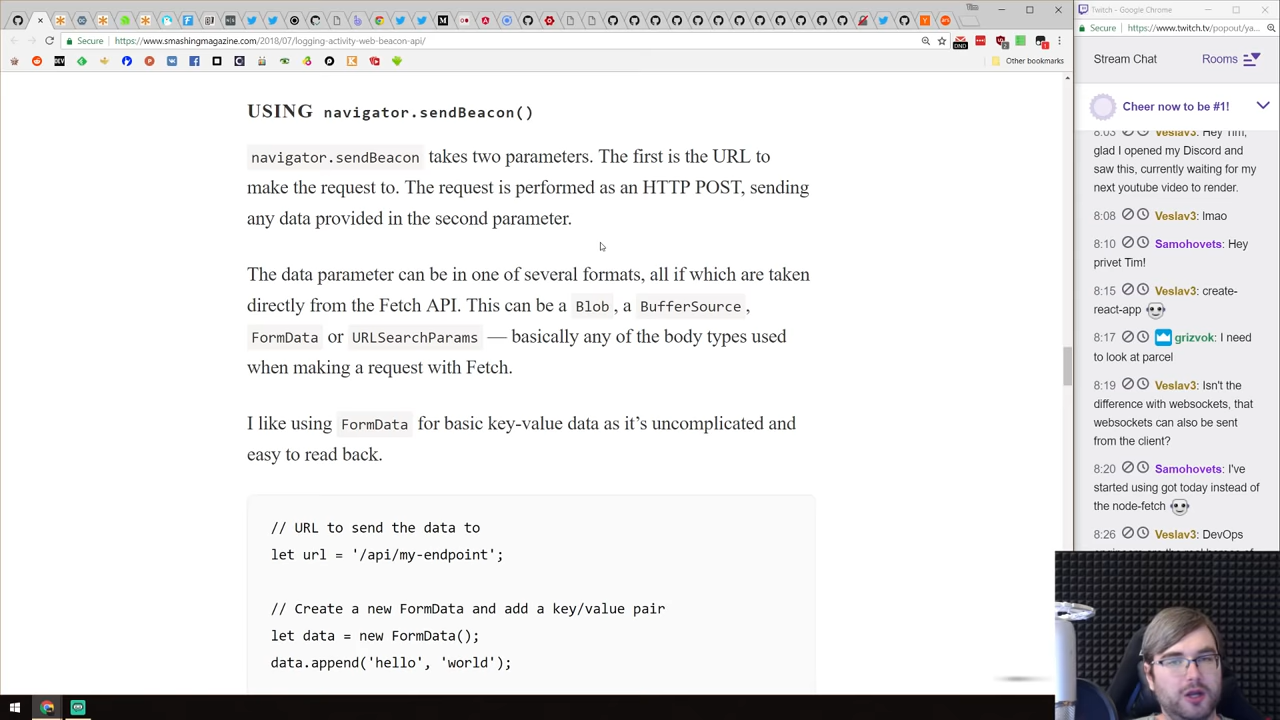 Tim
Twitch - Google Chrome
Secure
https://www.smashingmagazine.com/2018/07/logging-activity-web-beacon-api/
Secure
https://www.twitch.tv/popout/ya...
Other bookmarks
USING navigator.sendBeacon()
navigator.sendBeacon takes two parameters. The first is the URL to
make the request to. The request is performed as an HTTP POST, sending
any data provided in the second parameter.
The data parameter can be in one of several formats, all if which are taken
directly from the Fetch API. This can be a Blob, a BufferSource,
FormData or URLSearchParams — basically any of the body types used
when making a request with Fetch.
I like using FormData for basic key-value data as it’s uncomplicated and
easy to read back.
// URL to send the data to
let url = '/api/my-endpoint';
// Create a new FormData and add a key/value pair
let data = new FormData();
data.append('hello', 'world');
Stream Chat
Rooms
Cheer now to be #1!
8:03 Veslav3: Hey Tim,
glad I opened my Discord and
saw this, currently waiting for my
next youtube video to render.
8:08 Veslav3: lmao
8:10 Samohovets: Hey
privet Tim!
8:15 Veslav3: create-
react-app
8:17 grizvok: I need
to look at parcel
8:19 Veslav3: Isn't the
difference with websockets, that
websockets can also be sent
from the client?
8:20 Samohovets: I've
started using got today instead of
the node-fetch
8:26 Veslav3: DevOps